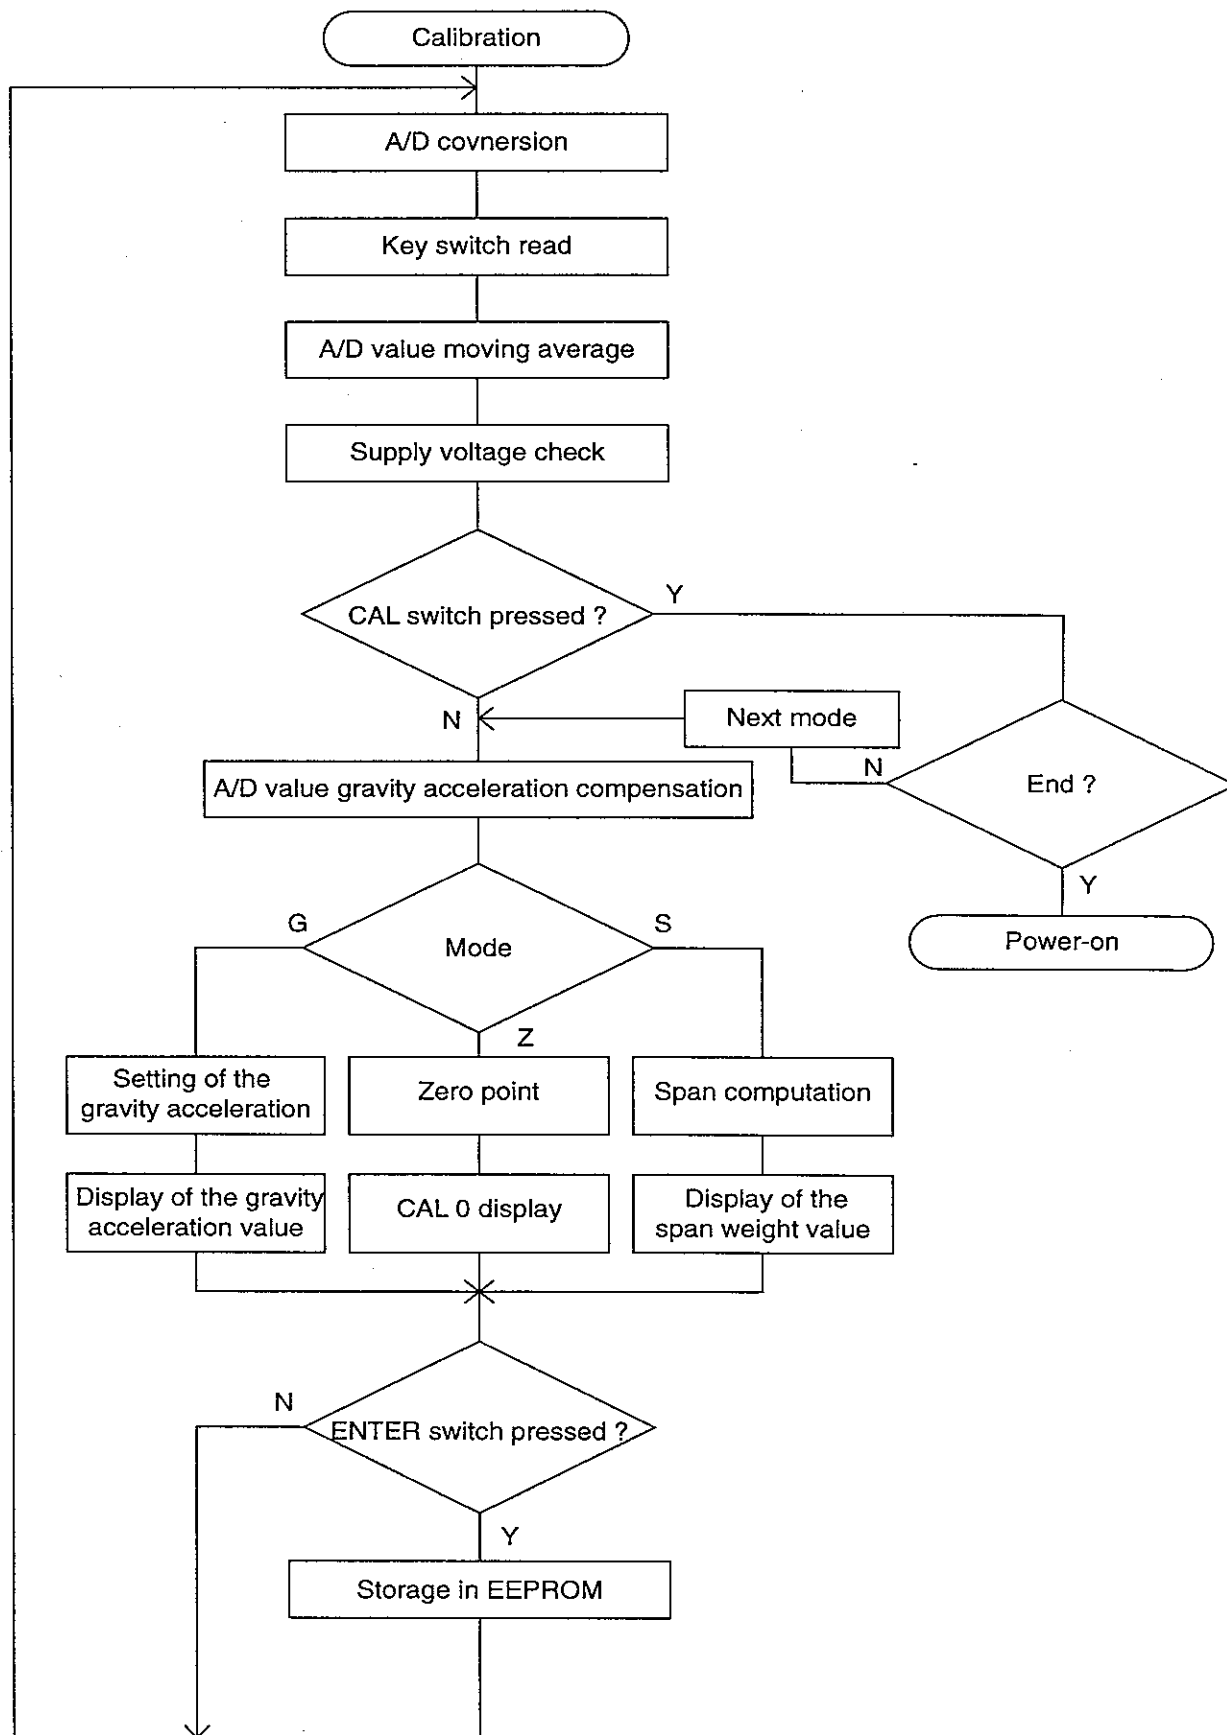 Calibration
A/D covnersion
Key switch read
A/D value moving average
Supply voltage check
CAL switch pressed ?
Y
N
Next mode
N
End ?
A/D value gravity acceleration compensation
Y
Power-on
G
Mode
S
Z
Setting of the
gravity acceleration
Zero point
Span computation
Display of the gravity
acceleration value
CAL 0 display
Display of the
span weight value
N
ENTER switch pressed ?
Y
Storage in EEPROM